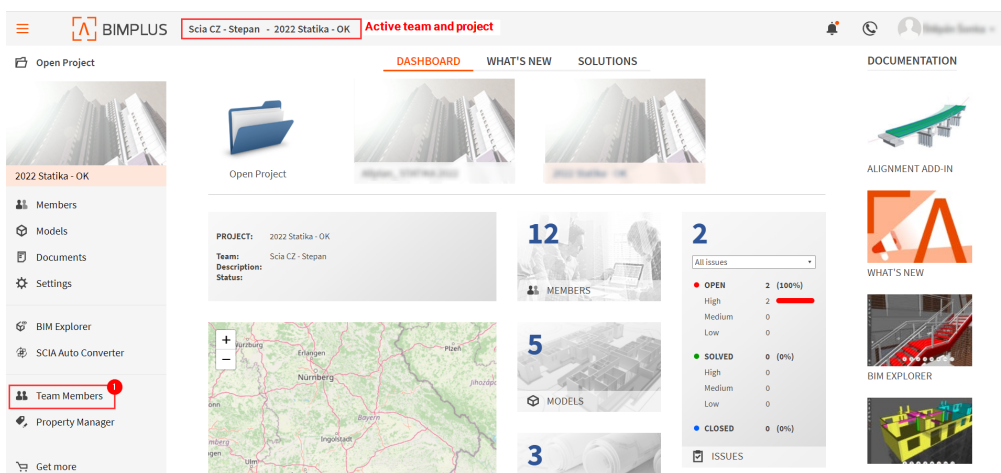 BIMPLUS
Scia CZ - Stepan - 2022 Statika - OK
Active team and project
Open Project
2022 Statika - OK
Members
Models
Documents
Settings
BIM Explorer
SCIA Auto Converter
1
Team Members
Property Manager
Get more
DASHBOARD WHAT'S NEW SOLUTIONS
Open Project
PROJECT: 2022 Statika - OK
Team: Scia CZ - Stepan
Description:
Status:
12
MEMBERS
5
MODELS
3
2
All issues
OPEN 2 (100%)
High 2
Medium 0
Low 0
SOLVED 0 (0%)
High 0
Medium 0
Low 0
CLOSED 0 (0%)
ISSUES
+
−
Würzburg
Erlangen
Nürnberg
Plzeň
Bayern
Ingolstadt
Ulm
DOCUMENTATION
ALIGNMENT ADD-IN
WHAT'S NEW
BIM EXPLORER